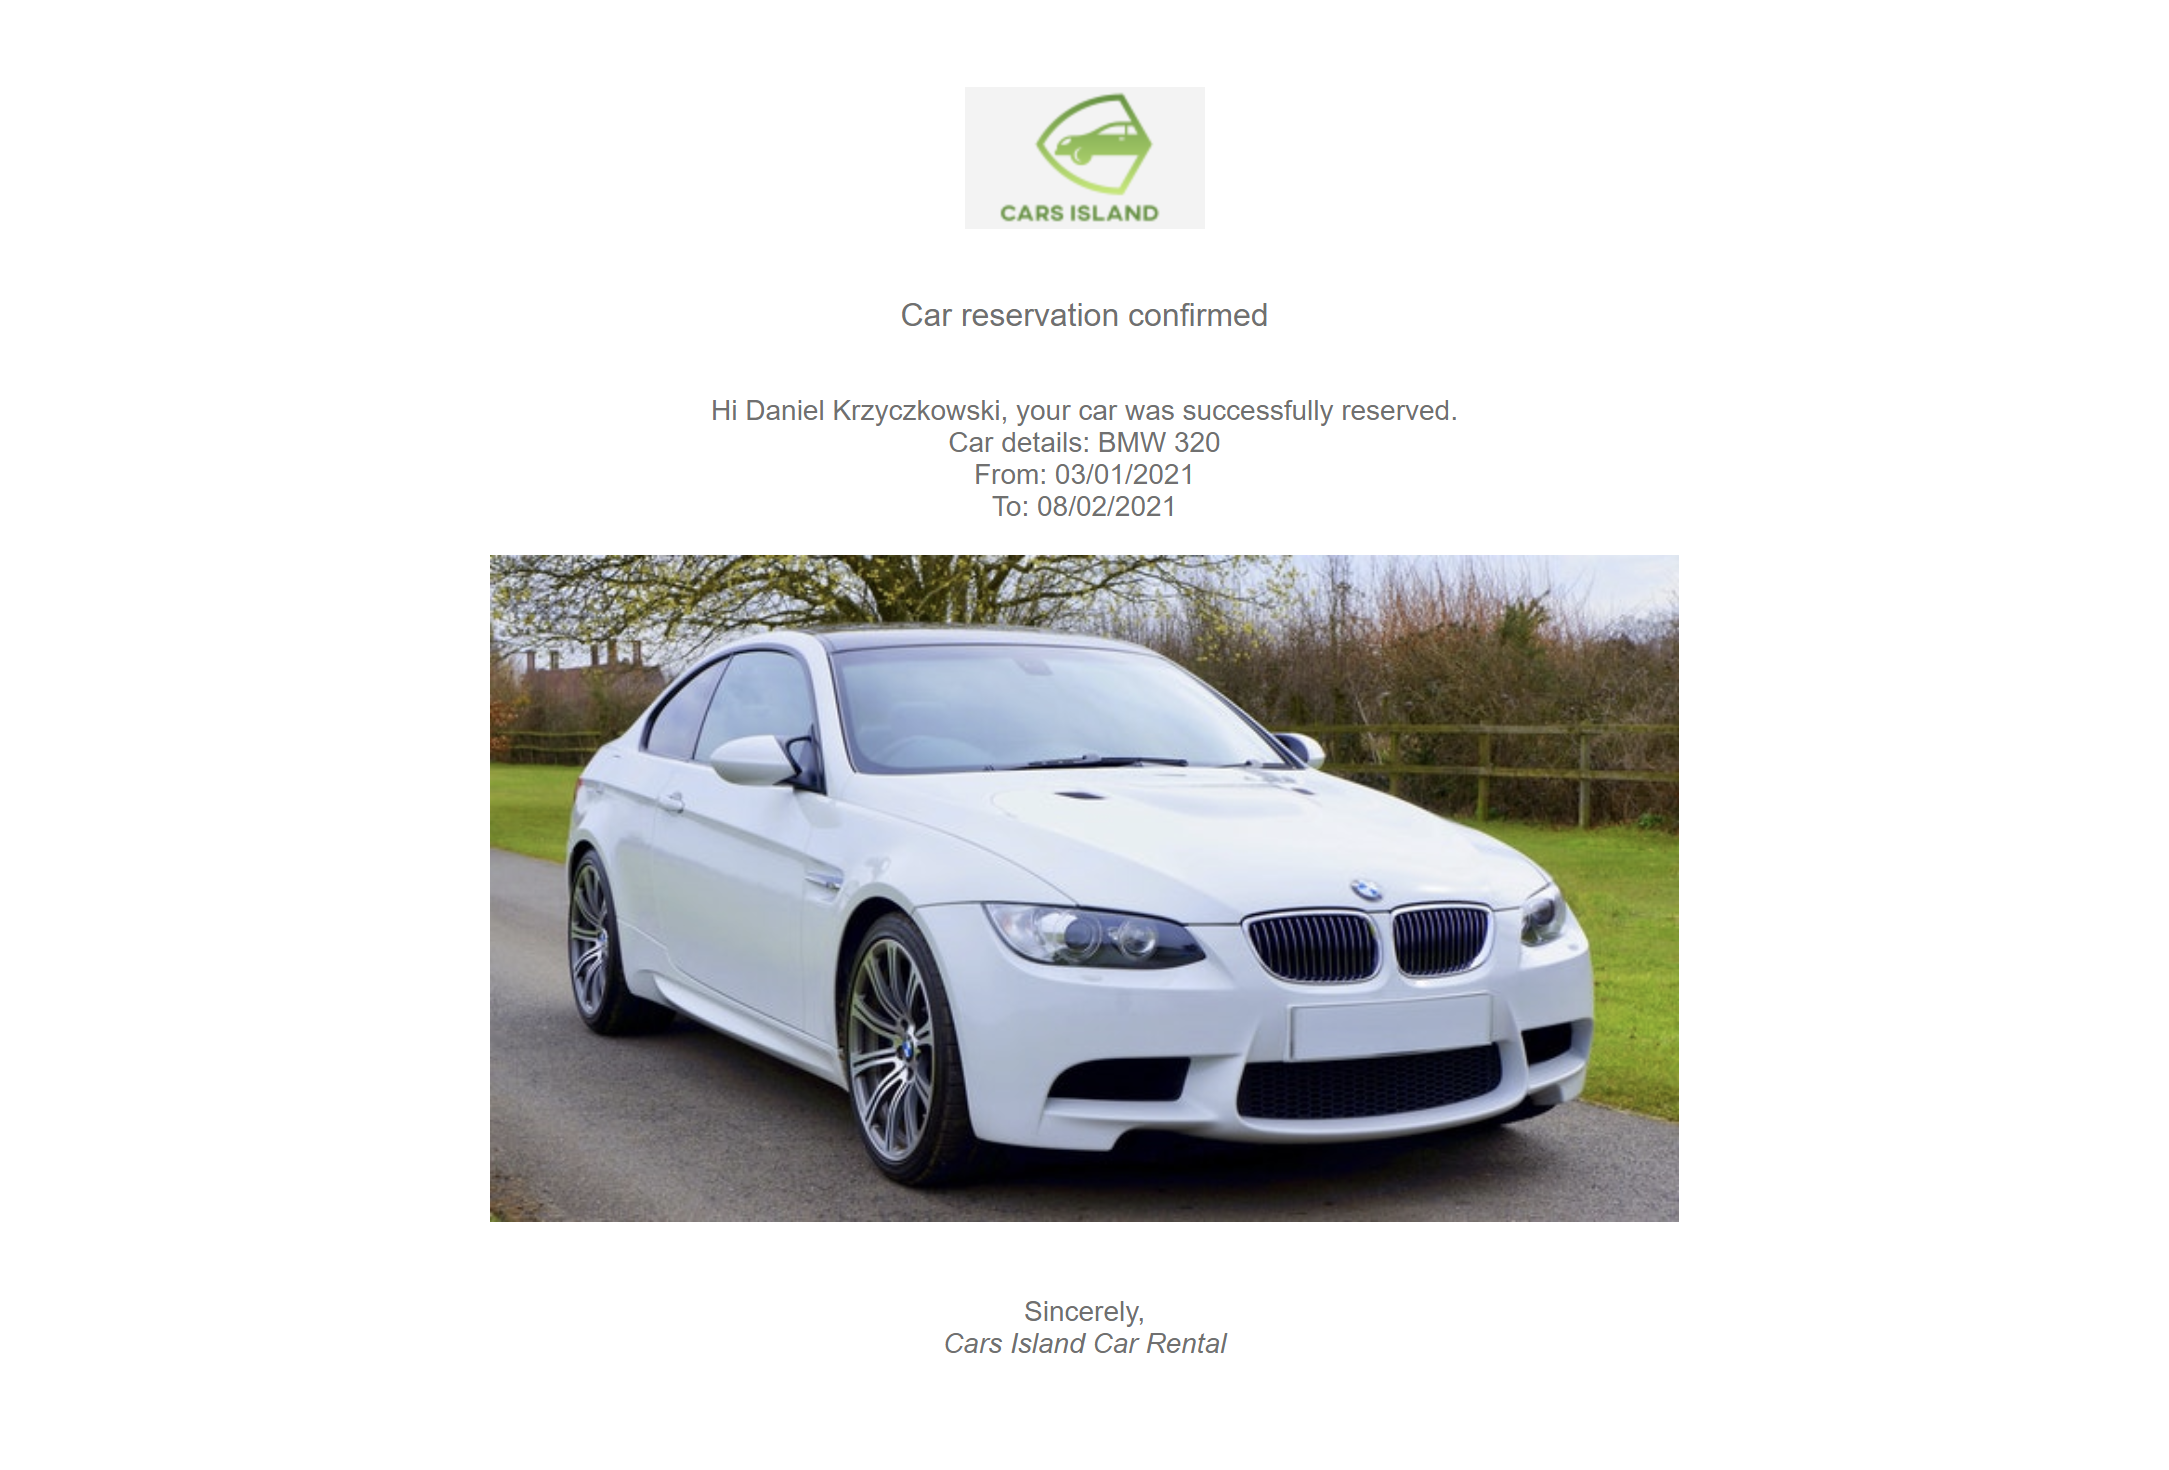 CARS ISLAND
Car reservation confirmed
Hi Daniel Krzyczkowski, your car was successfully reserved.
Car details: BMW 320
From: 03/01/2021
To: 08/02/2021
Sincerely,
Cars Island Car Rental